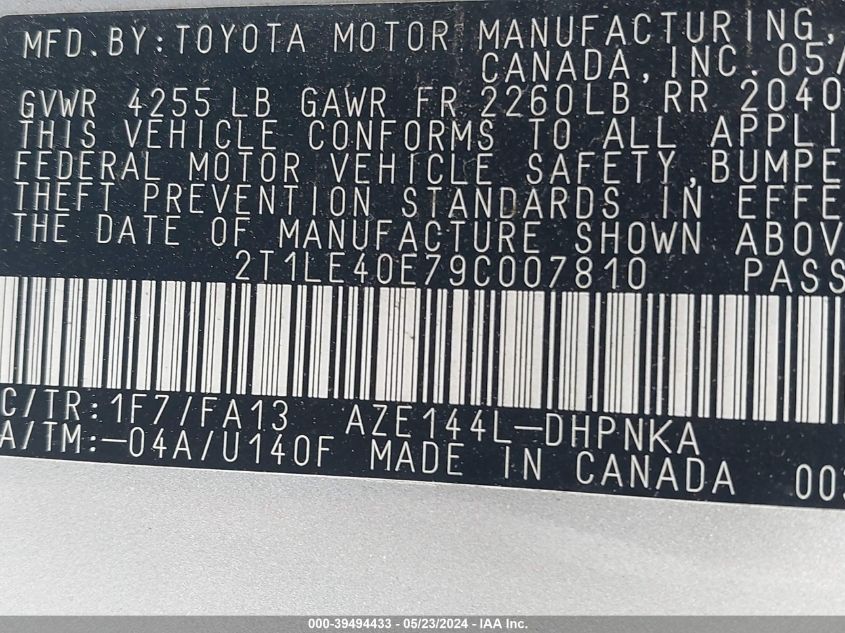 MFD.BY:TOYOTA MOTOR MANUFACTURING,
CANADA,INC.05/
GVWR 4255LB GAWR FR 2260LB RR 2040
THIS VEHICLE CONFORMS TO ALL APPLI
FEDERAL MOTOR VEHICLE SAFETY,BUMPE
THEFT PREVENTION STANDARDS IN EFFE
THE DATE OF MANUFACTURE SHOWN ABOV
2T1LE40E79C007810 PASS
C/TR:1F7/FA13 AZE144L-DHPNKA
A/TM:-04A/U140F MADE IN CANADA 003
000-39494433 - 05/23/2024 - IAA Inc.